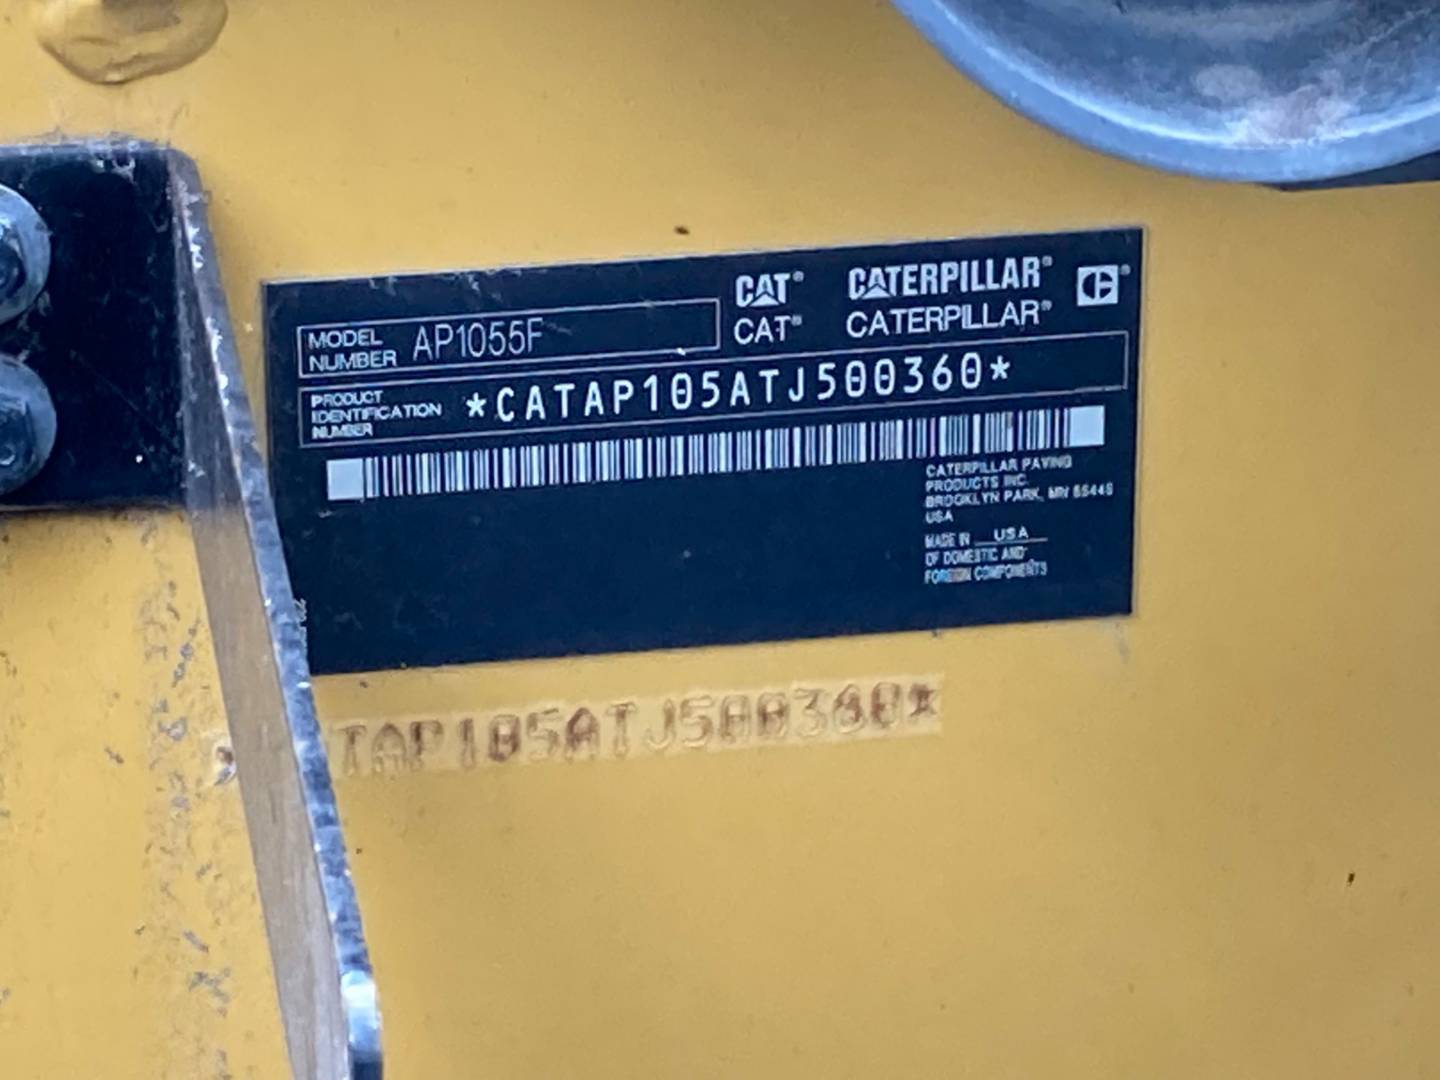 CAT® CATERPILLAR®
CAT® CATERPILLAR®
MODEL NUMBER AP1055F
PRODUCT IDENTIFICATION NUMBER *CATAP105ATJ500360*
CATERPILLAR PAVING
PRODUCTS INC.
BROOKLYN PARK, MN 55445
USA
MADE IN USA
OF DOMESTIC AND
FOREIGN COMPONENTS
TAP105ATJ500360*